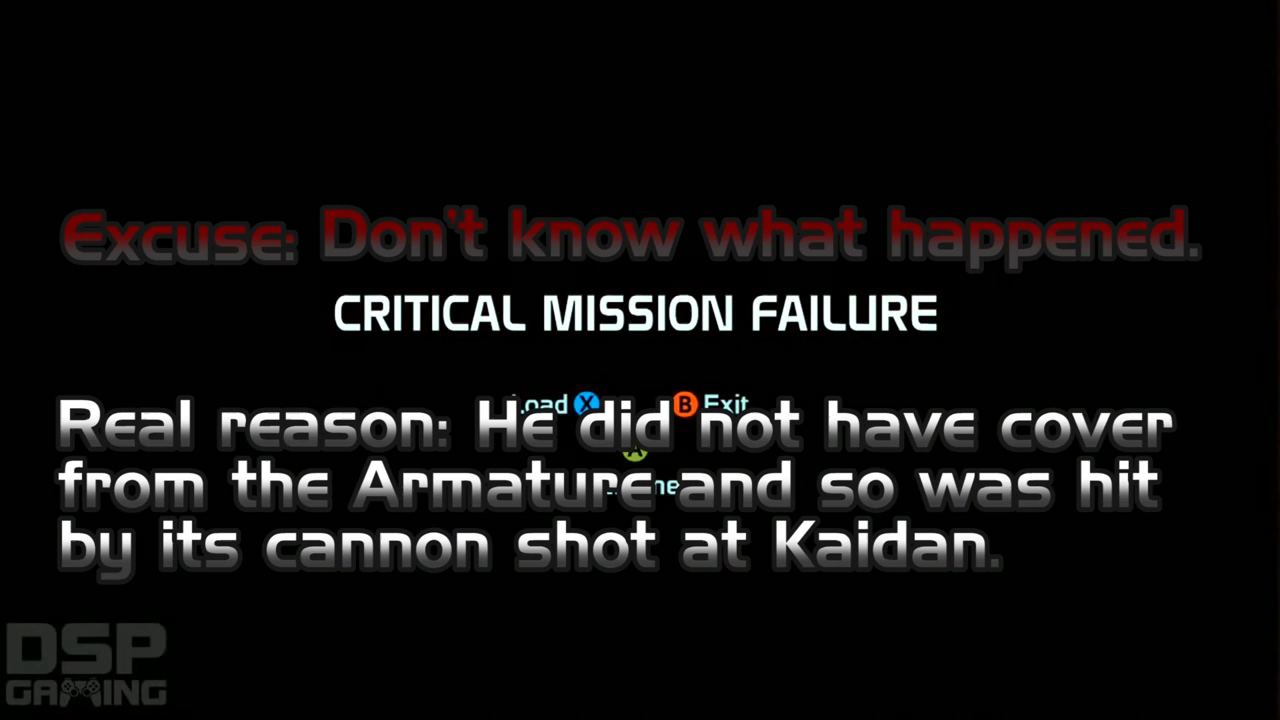 Excuse: Don't know what happened.
CRITICAL MISSION FAILURE
Load X B Exit
Real reason: He did not have cover
A
from the Armature and so was hit
by its cannon shot at Kaidan.
DSP
GAMING